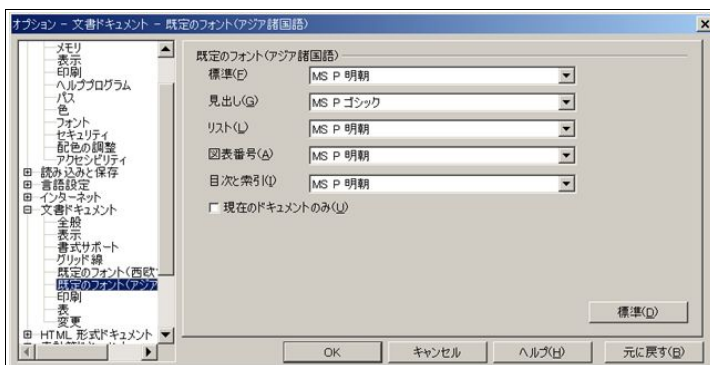 オプション - 文書ドキュメント - 既定のフォント(アジア諸国語)
メモリ
表示
印刷
ヘルププログラム
パス
色
フォント
セキュリティ
配色の調整
アクセシビリティ
読み込みと保存
言語設定
インターネット
文書ドキュメント
全般
表示
書式サポート
グリッド線
既定のフォント(西欧
既定のフォント(アジア
印刷
表
変更
HTML 形式ドキュメント
既定のフォント(アジア諸国語)
標準(F) MS P 明朝
見出し(G) MS P ゴシック
リスト(L) MS P 明朝
図表番号(A) MS P 明朝
目次と索引(I) MS P 明朝
現在のドキュメントのみ(U)
標準(D)
OK キャンセル ヘルプ(H) 元に戻す(B)